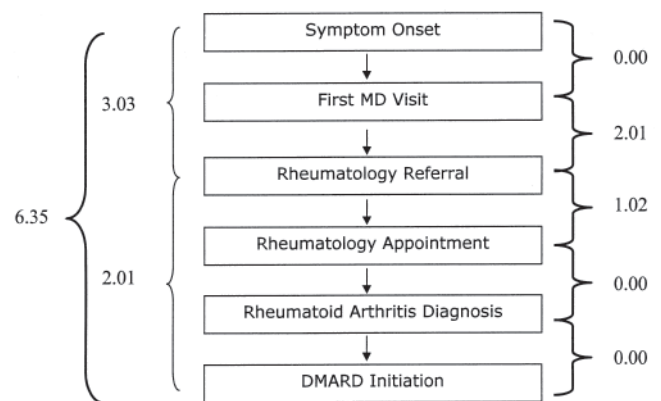 Symptom Onset
0.00
3.03
First MD Visit
2.01
Rheumatology Referral
1.02
6.35
Rheumatology Appointment
2.01
0.00
Rheumatoid Arthritis Diagnosis
0.00
DMARD Initiation